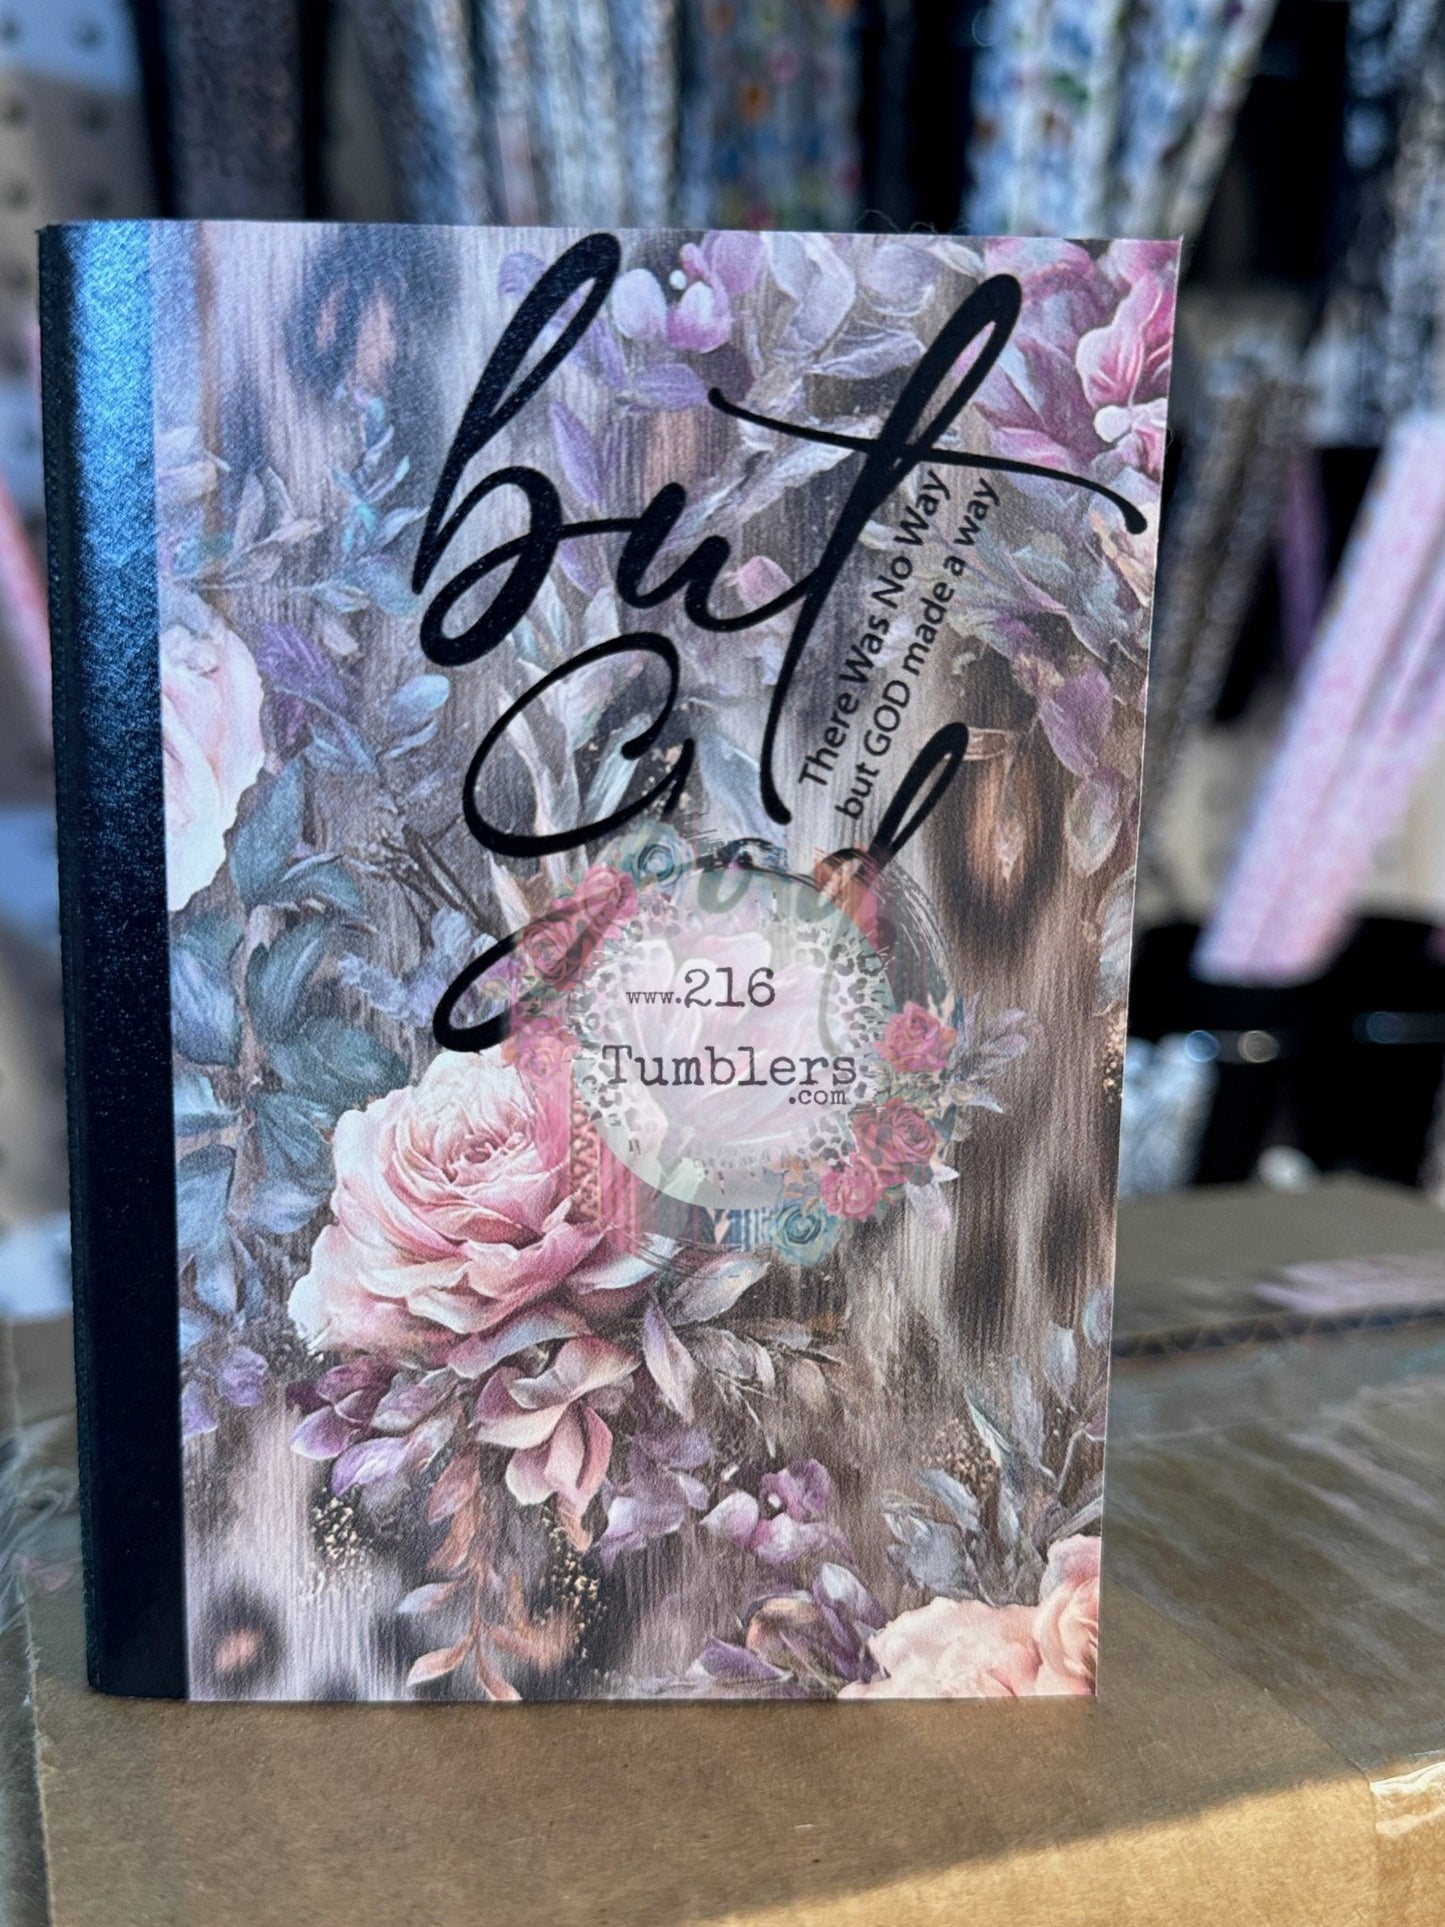 but
There Was No Way
but GOD made a way
God
www.216
Tumblers
.com